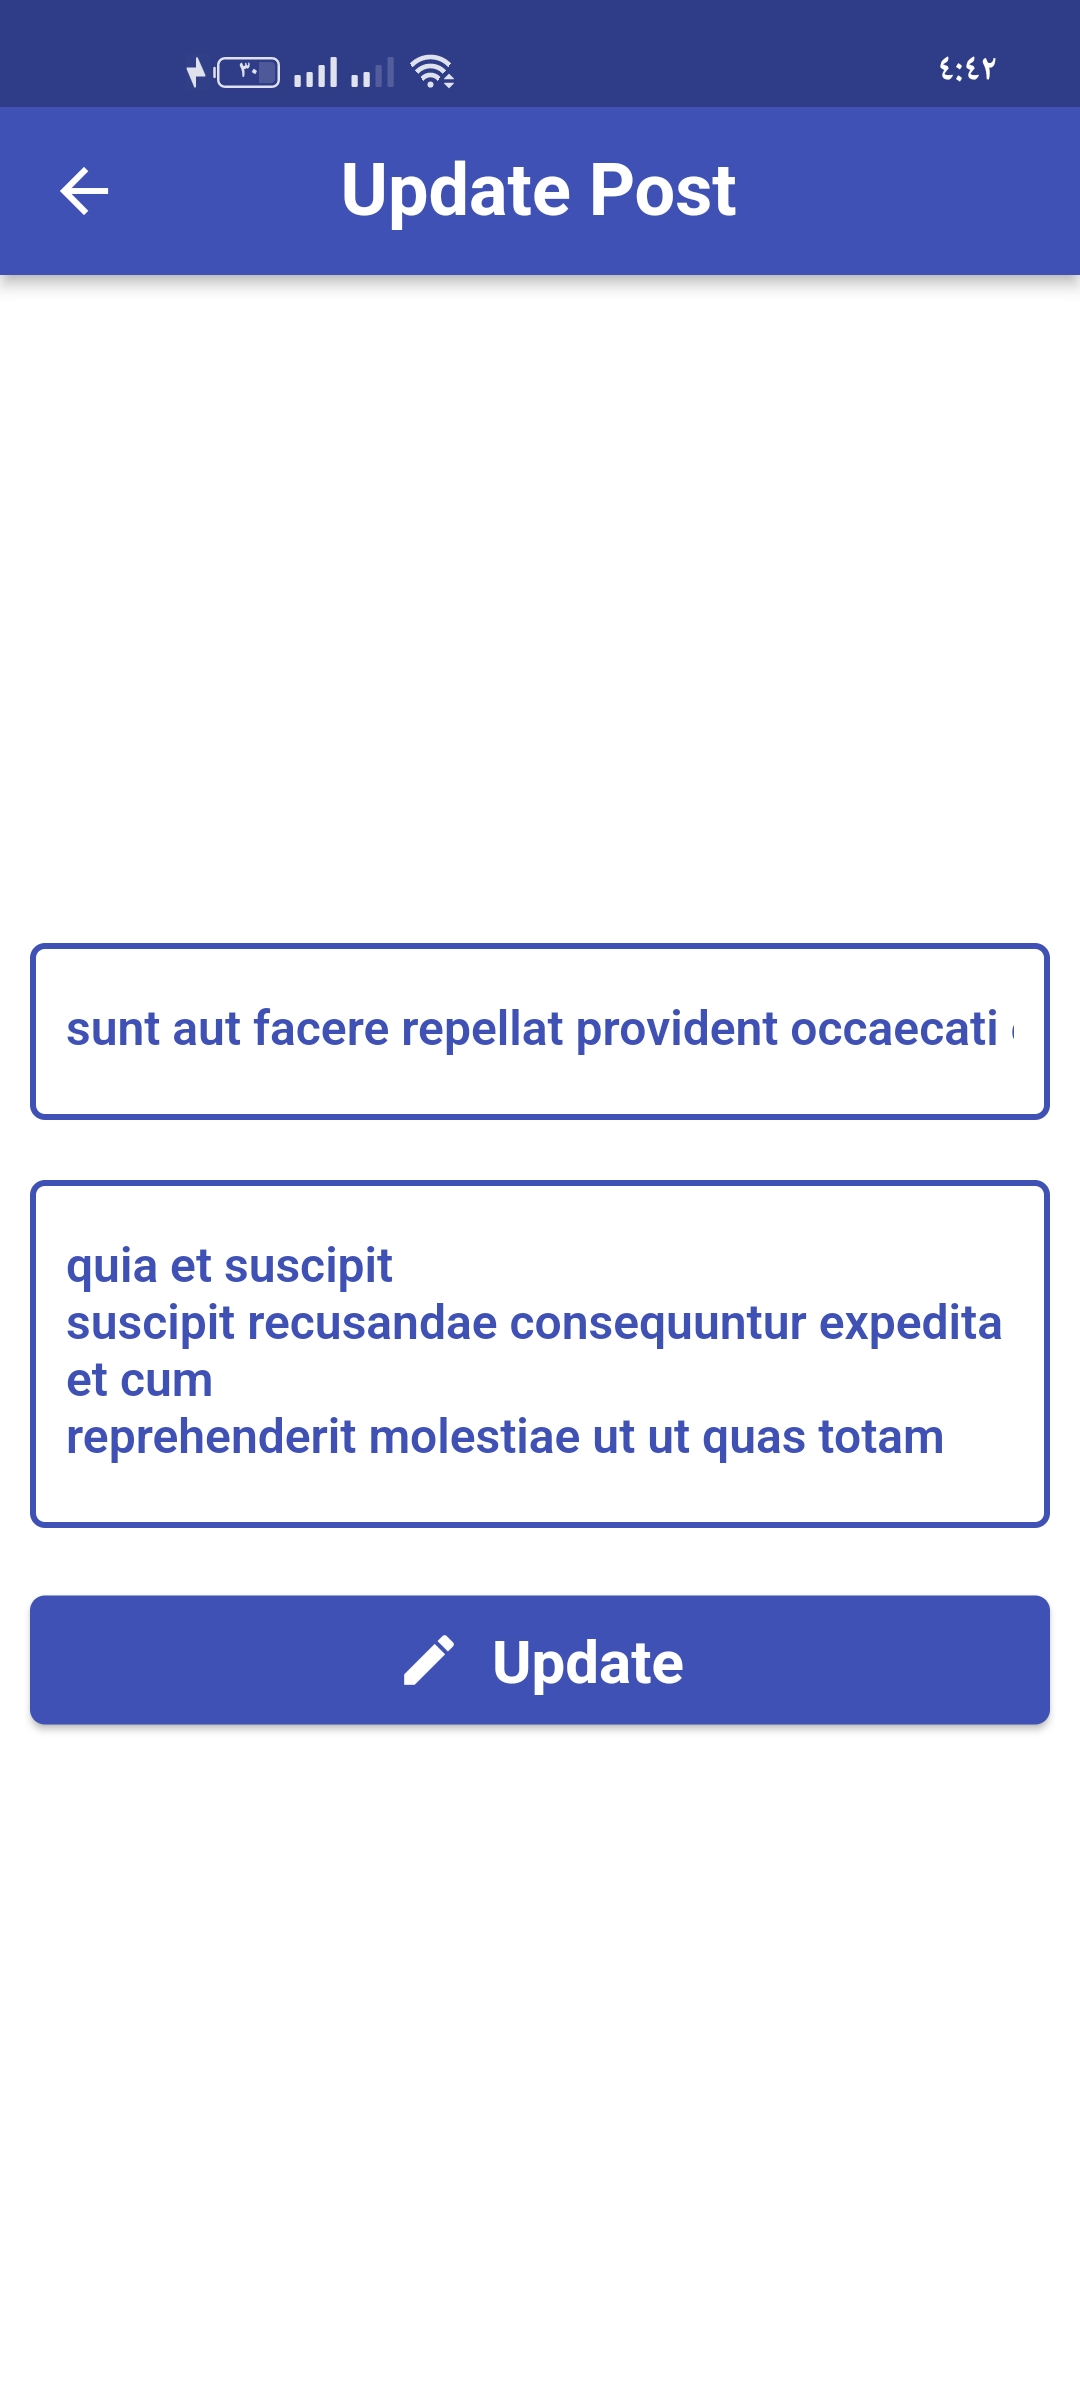 ٣٠ ٤:٤٢
Update Post
sunt aut facere repellat provident occaecati
quia et suscipit
suscipit recusandae consequuntur expedita
et cum
reprehenderit molestiae ut ut quas totam
Update